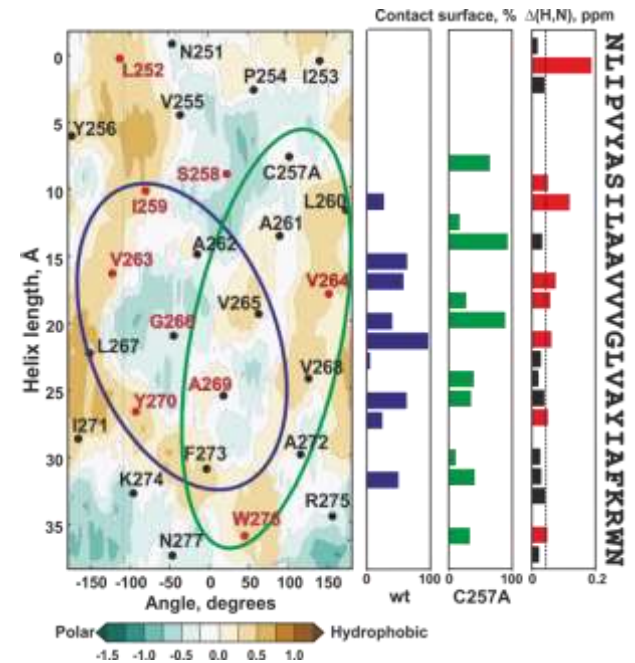 Contact surface, % Δ(H,N), ppm
N251
L252
I253
P254
V255
Y256
C257A
S258
I259
L260
A261
A262
V263
V264
V265
G266
L267
V268
A269
Y270
I271
A272
F273
K274
R275
W276
N277
Helix length, Å
0
5
10
15
20
25
30
35
-150 -100 -50 0 50 100 150
Angle, degrees
0 100
wt
0 100
C257A
0 0.2
NLIPVYASILAAVVVGLVAYIAFKRWN
Polar Hydrophobic
-1.5 -1.0 -0.5 0.0 0.5 1.0